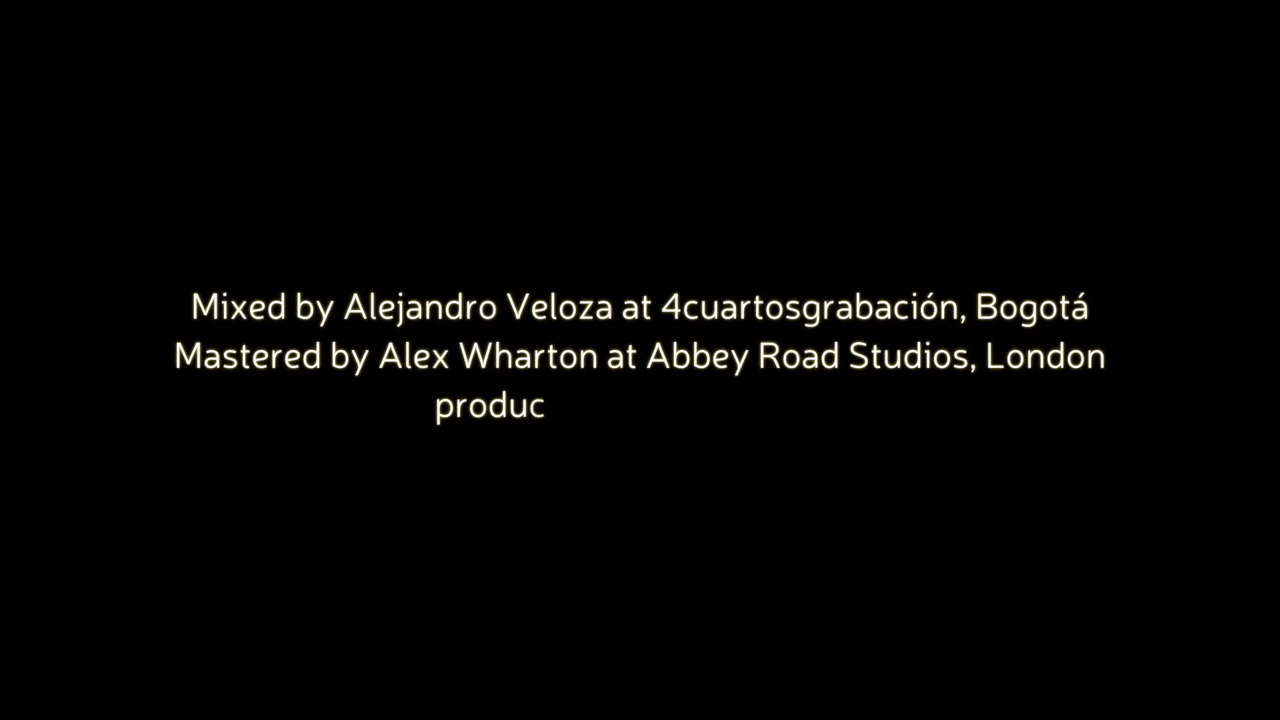 Mixed by Alejandro Veloza at 4cuartosgrabación, Bogotá
Mastered by Alex Wharton at Abbey Road Studios, London
produc